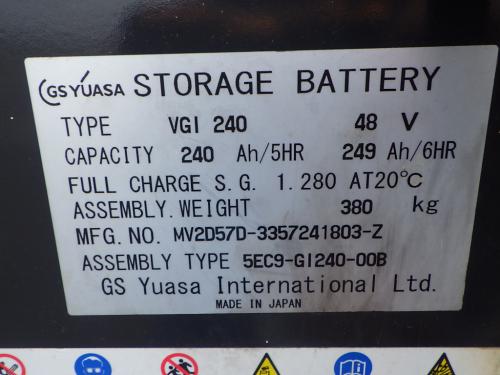 GS YUASA STORAGE BATTERY
TYPE VGI 240 48 V
CAPACITY 240 Ah/5HR 249 Ah/6HR
FULL CHARGE S.G. 1.280 AT20℃
ASSEMBLY.WEIGHT 380 kg
MFG.NO. MV2D57D-3357241803-Z
ASSEMBLY TYPE 5EC9-GI240-00B
GS Yuasa International Ltd.
MADE IN JAPAN